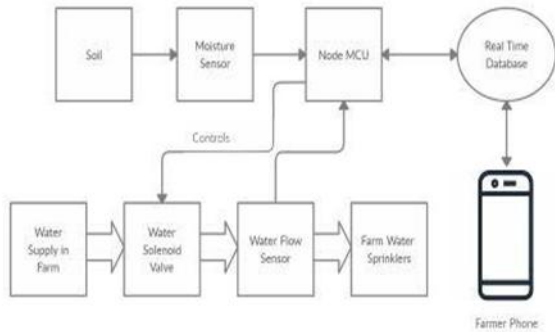 Soil
Moisture
Sensor
Node MCU
Real Time
Database
Controls
Water
Supply in
Farm
Water
Solenoid
Valve
Water Flow
Sensor
Farm Water
Sprinklers
Farmer Phone